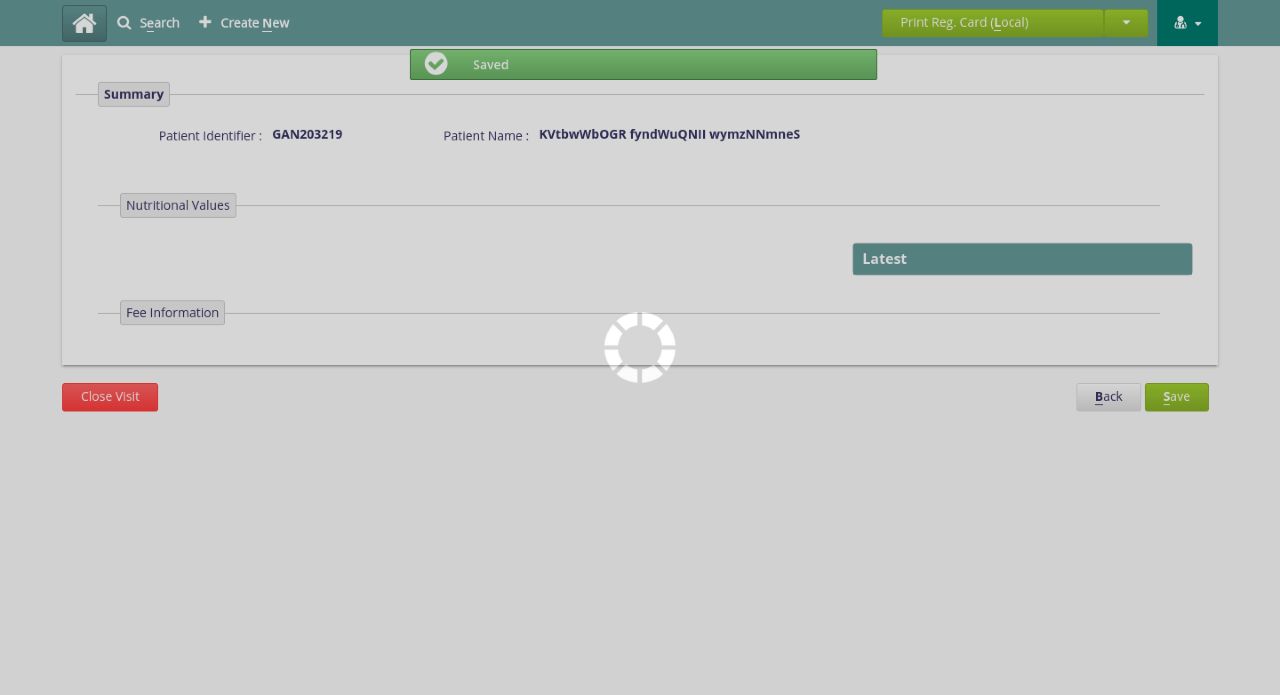 Search
Create New
Print Reg. Card (Local)
Saved
Summary
Patient Identifier : GAN203219
Patient Name : KVtbwWbOGR fyndWuQNlI wymzNNmneS
Nutritional Values
Latest
Fee Information
Close Visit
Back
Save